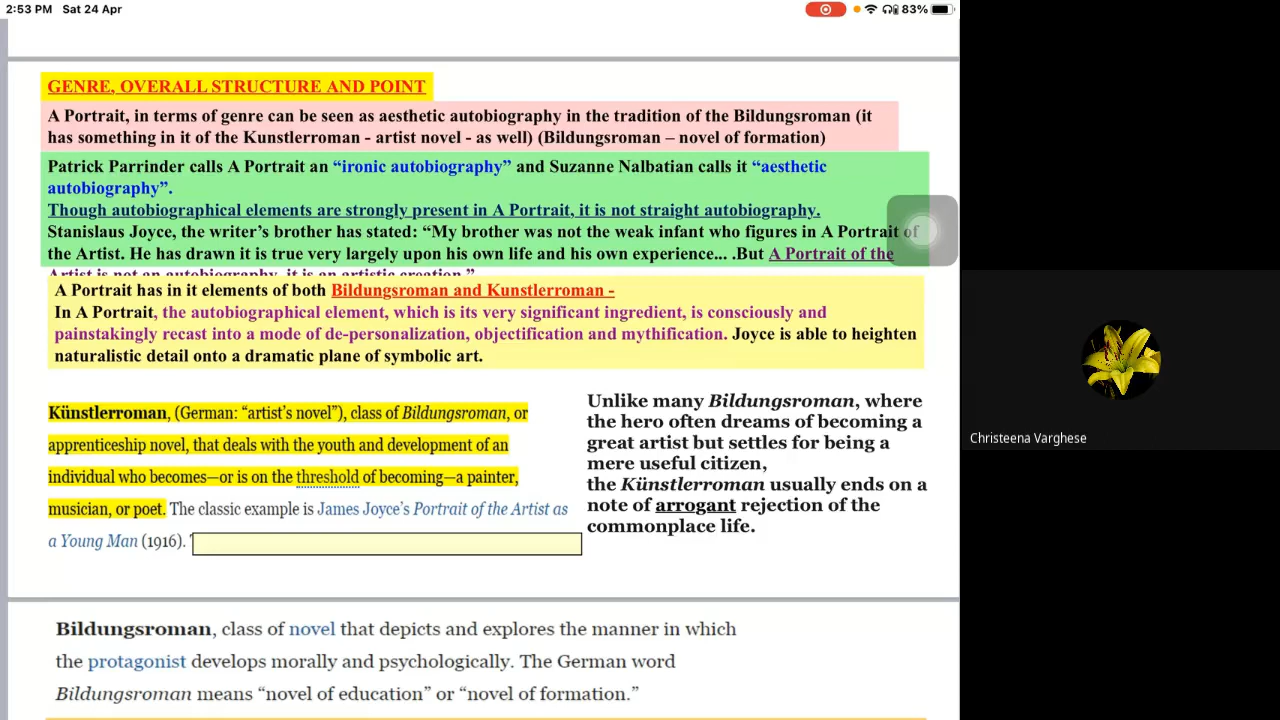 2:53 PM Sat 24 Apr
83%
GENRE, OVERALL STRUCTURE AND POINT
A Portrait, in terms of genre can be seen as aesthetic autobiography in the tradition of the Bildungsroman (it
has something in it of the Kunstlerroman - artist novel - as well) (Bildungsroman – novel of formation)
Patrick Parrinder calls A Portrait an “ironic autobiography” and Suzanne Nalbatian calls it “aesthetic
autobiography”.
Though autobiographical elements are strongly present in A Portrait, it is not straight autobiography.
Stanislaus Joyce, the writer’s brother has stated: “My brother was not the weak infant who figures in A Portrait of
the Artist. He has drawn it is true very largely upon his own life and his own experience... .But A Portrait of the
Artist is not an autobiography, it is an artistic creation.”
A Portrait has in it elements of both Bildungsroman and Kunstlerroman -
In A Portrait, the autobiographical element, which is its very significant ingredient, is consciously and
painstakingly recast into a mode of de-personalization, objectification and mythification. Joyce is able to heighten
naturalistic detail onto a dramatic plane of symbolic art.
Künstlerroman, (German: “artist’s novel”), class of Bildungsroman, or
apprenticeship novel, that deals with the youth and development of an
individual who becomes—or is on the threshold of becoming—a painter,
musician, or poet. The classic example is James Joyce’s Portrait of the Artist as
a Young Man (1916).
Unlike many Bildungsroman, where
the hero often dreams of becoming a
great artist but settles for being a
mere useful citizen,
the Künstlerroman usually ends on a
note of arrogant rejection of the
commonplace life.
Christeena Varghese
Bildungsroman, class of novel that depicts and explores the manner in which
the protagonist develops morally and psychologically. The German word
Bildungsroman means “novel of education” or “novel of formation.”